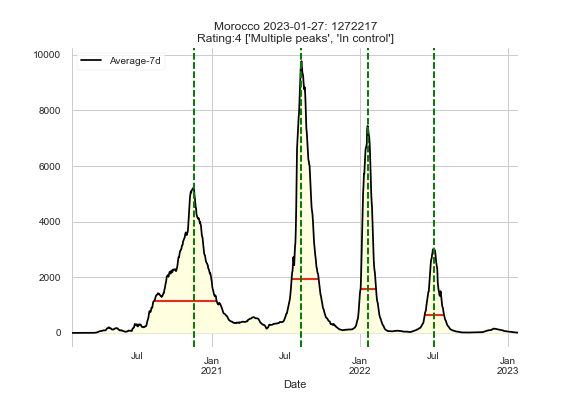 Morocco 2023-01-27: 1272217
Rating:4 ['Multiple peaks', 'In control']
Average-7d
10000
8000
6000
4000
2000
0
Jul
Jan
2021
Jul
Jan
2022
Jul
Jan
2023
Date